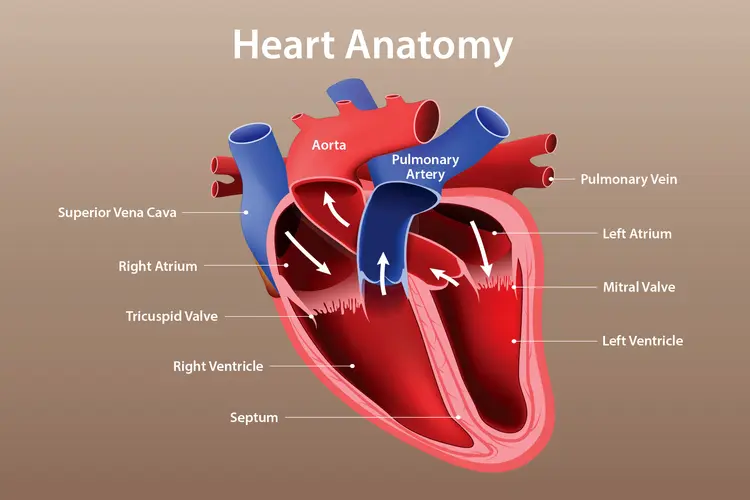 Heart Anatomy
Aorta
Pulmonary
Artery
Pulmonary Vein
Superior Vena Cava
Left Atrium
Right Atrium
Mitral Valve
Tricuspid Valve
Left Ventricle
Right Ventricle
Septum